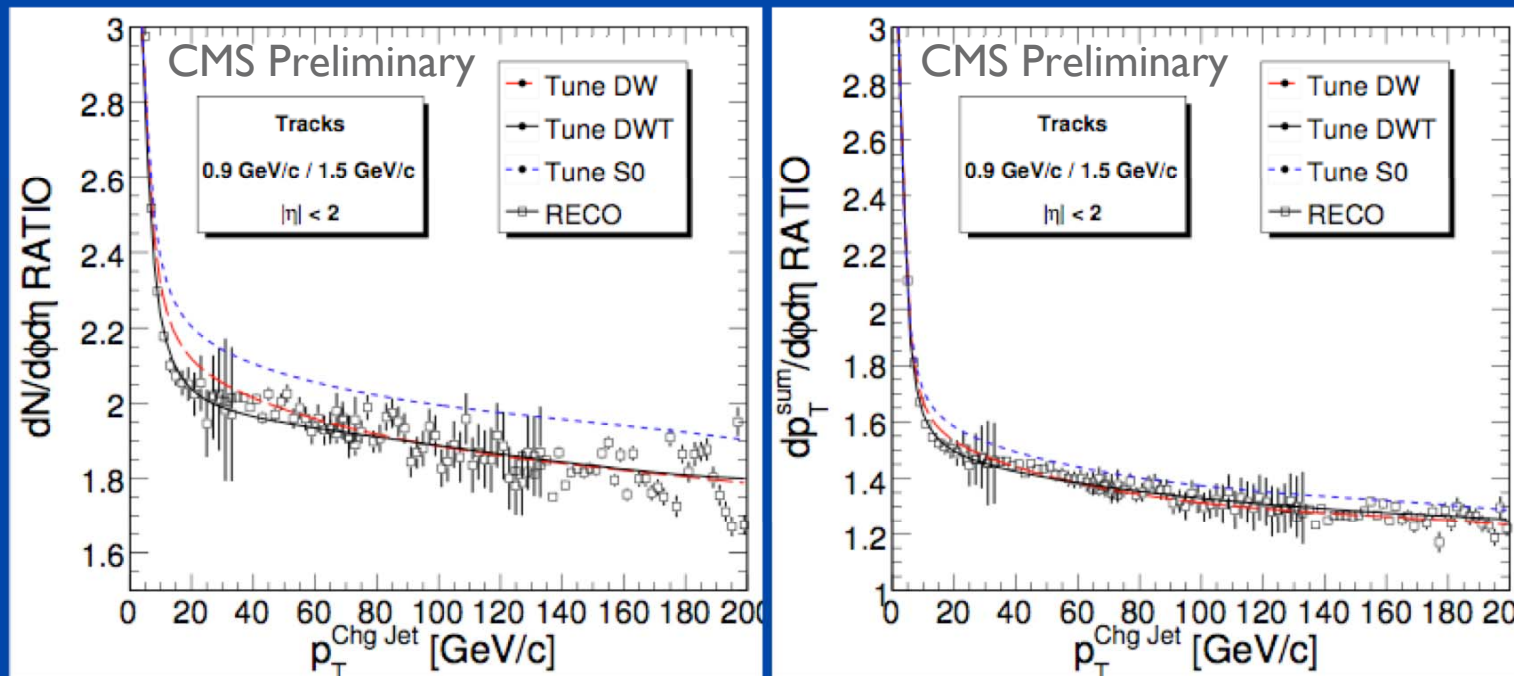 CMS Preliminary
Tracks
0.9 GeV/c / 1.5 GeV/c
|η| < 2
Tune DW
Tune DWT
Tune S0
RECO
dN/dϕdη RATIO
3
2.8
2.6
2.4
2.2
2
1.8
1.6
0 20 40 60 80 100 120 140 160 180 200
p_T^Chg Jet [GeV/c]
CMS Preliminary
Tracks
0.9 GeV/c / 1.5 GeV/c
|η| < 2
Tune DW
Tune DWT
Tune S0
RECO
dp_T^sum/dϕdη RATIO
3
2.8
2.6
2.4
2.2
2
1.8
1.6
1.4
1.2
1
0 20 40 60 80 100 120 140 160 180 200
p_T^Chg Jet [GeV/c]